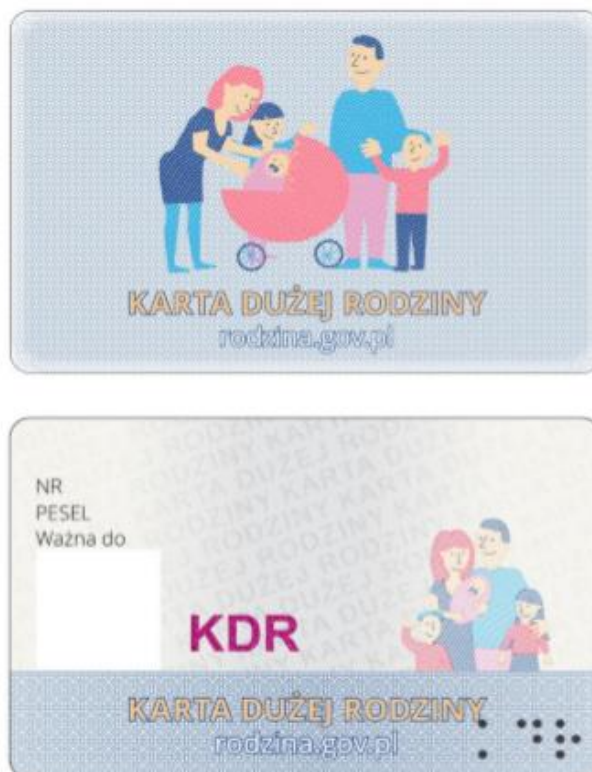 KARTA DUŻEJ RODZINY
rodzina.gov.pl
NR
PESEL
Ważna do
KDR
KARTA DUŻEJ RODZINY
rodzina.gov.pl